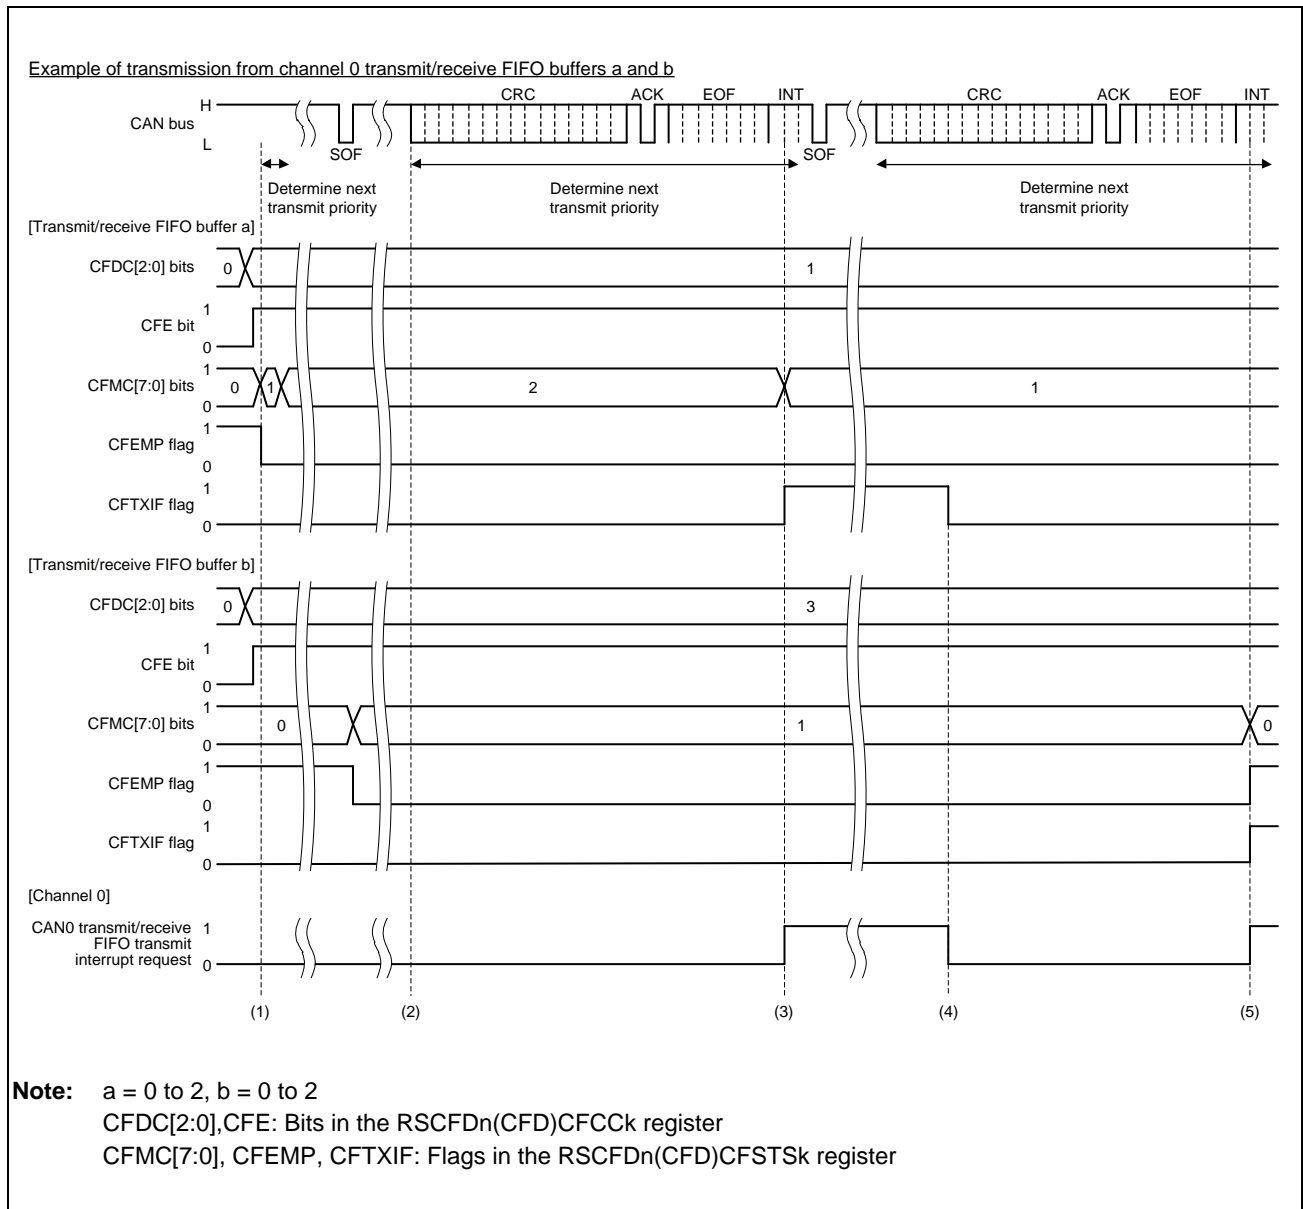 Example of transmission from channel 0 transmit/receive FIFO buffers a and b
CRC ACK EOF INT CRC ACK EOF INT
H
CAN bus
L
SOF SOF
Determine next Determine next Determine next
transmit priority transmit priority transmit priority
[Transmit/receive FIFO buffer a]
CFDC[2:0] bits 0 1
1
CFE bit
0
1
CFMC[7:0] bits 0 1 2 1
0
1
CFEMP flag
0
1
CFTXIF flag
0
[Transmit/receive FIFO buffer b]
CFDC[2:0] bits 0 3
1
CFE bit
0
1
CFMC[7:0] bits 0 1 0
0
1
CFEMP flag
0
1
CFTXIF flag
0
[Channel 0]
CAN0 transmit/receive 1
FIFO transmit
interrupt request 0
(1) (2) (3) (4) (5)
Note: a = 0 to 2, b = 0 to 2
CFDC[2:0],CFE: Bits in the RSCFDn(CFD)CFCCk register
CFMC[7:0], CFEMP, CFTXIF: Flags in the RSCFDn(CFD)CFSTSk register